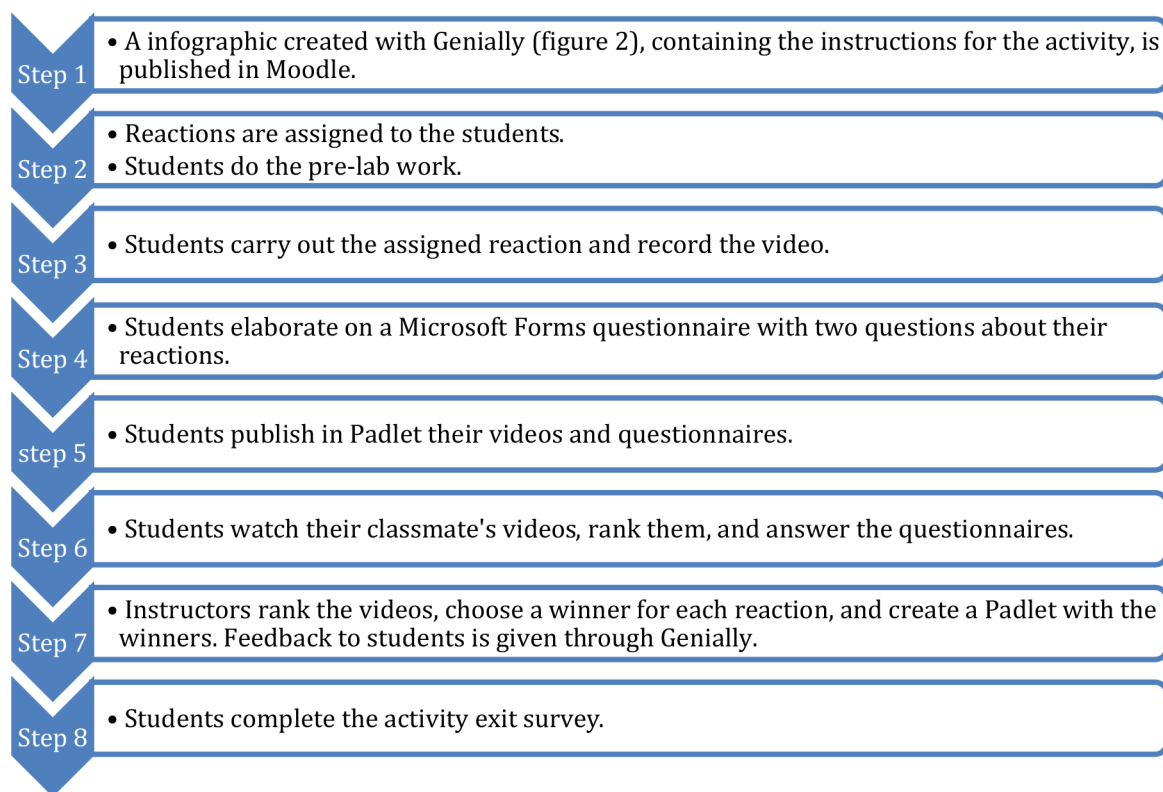 Step 1
• A infographic created with Genially (figure 2), containing the instructions for the activity, is
published in Moodle.
Step 2
• Reactions are assigned to the students.
• Students do the pre-lab work.
Step 3
• Students carry out the assigned reaction and record the video.
Step 4
• Students elaborate on a Microsoft Forms questionnaire with two questions about their
reactions.
step 5
• Students publish in Padlet their videos and questionnaires.
Step 6
• Students watch their classmate's videos, rank them, and answer the questionnaires.
Step 7
• Instructors rank the videos, choose a winner for each reaction, and create a Padlet with the
winners. Feedback to students is given through Genially.
Step 8
• Students complete the activity exit survey.